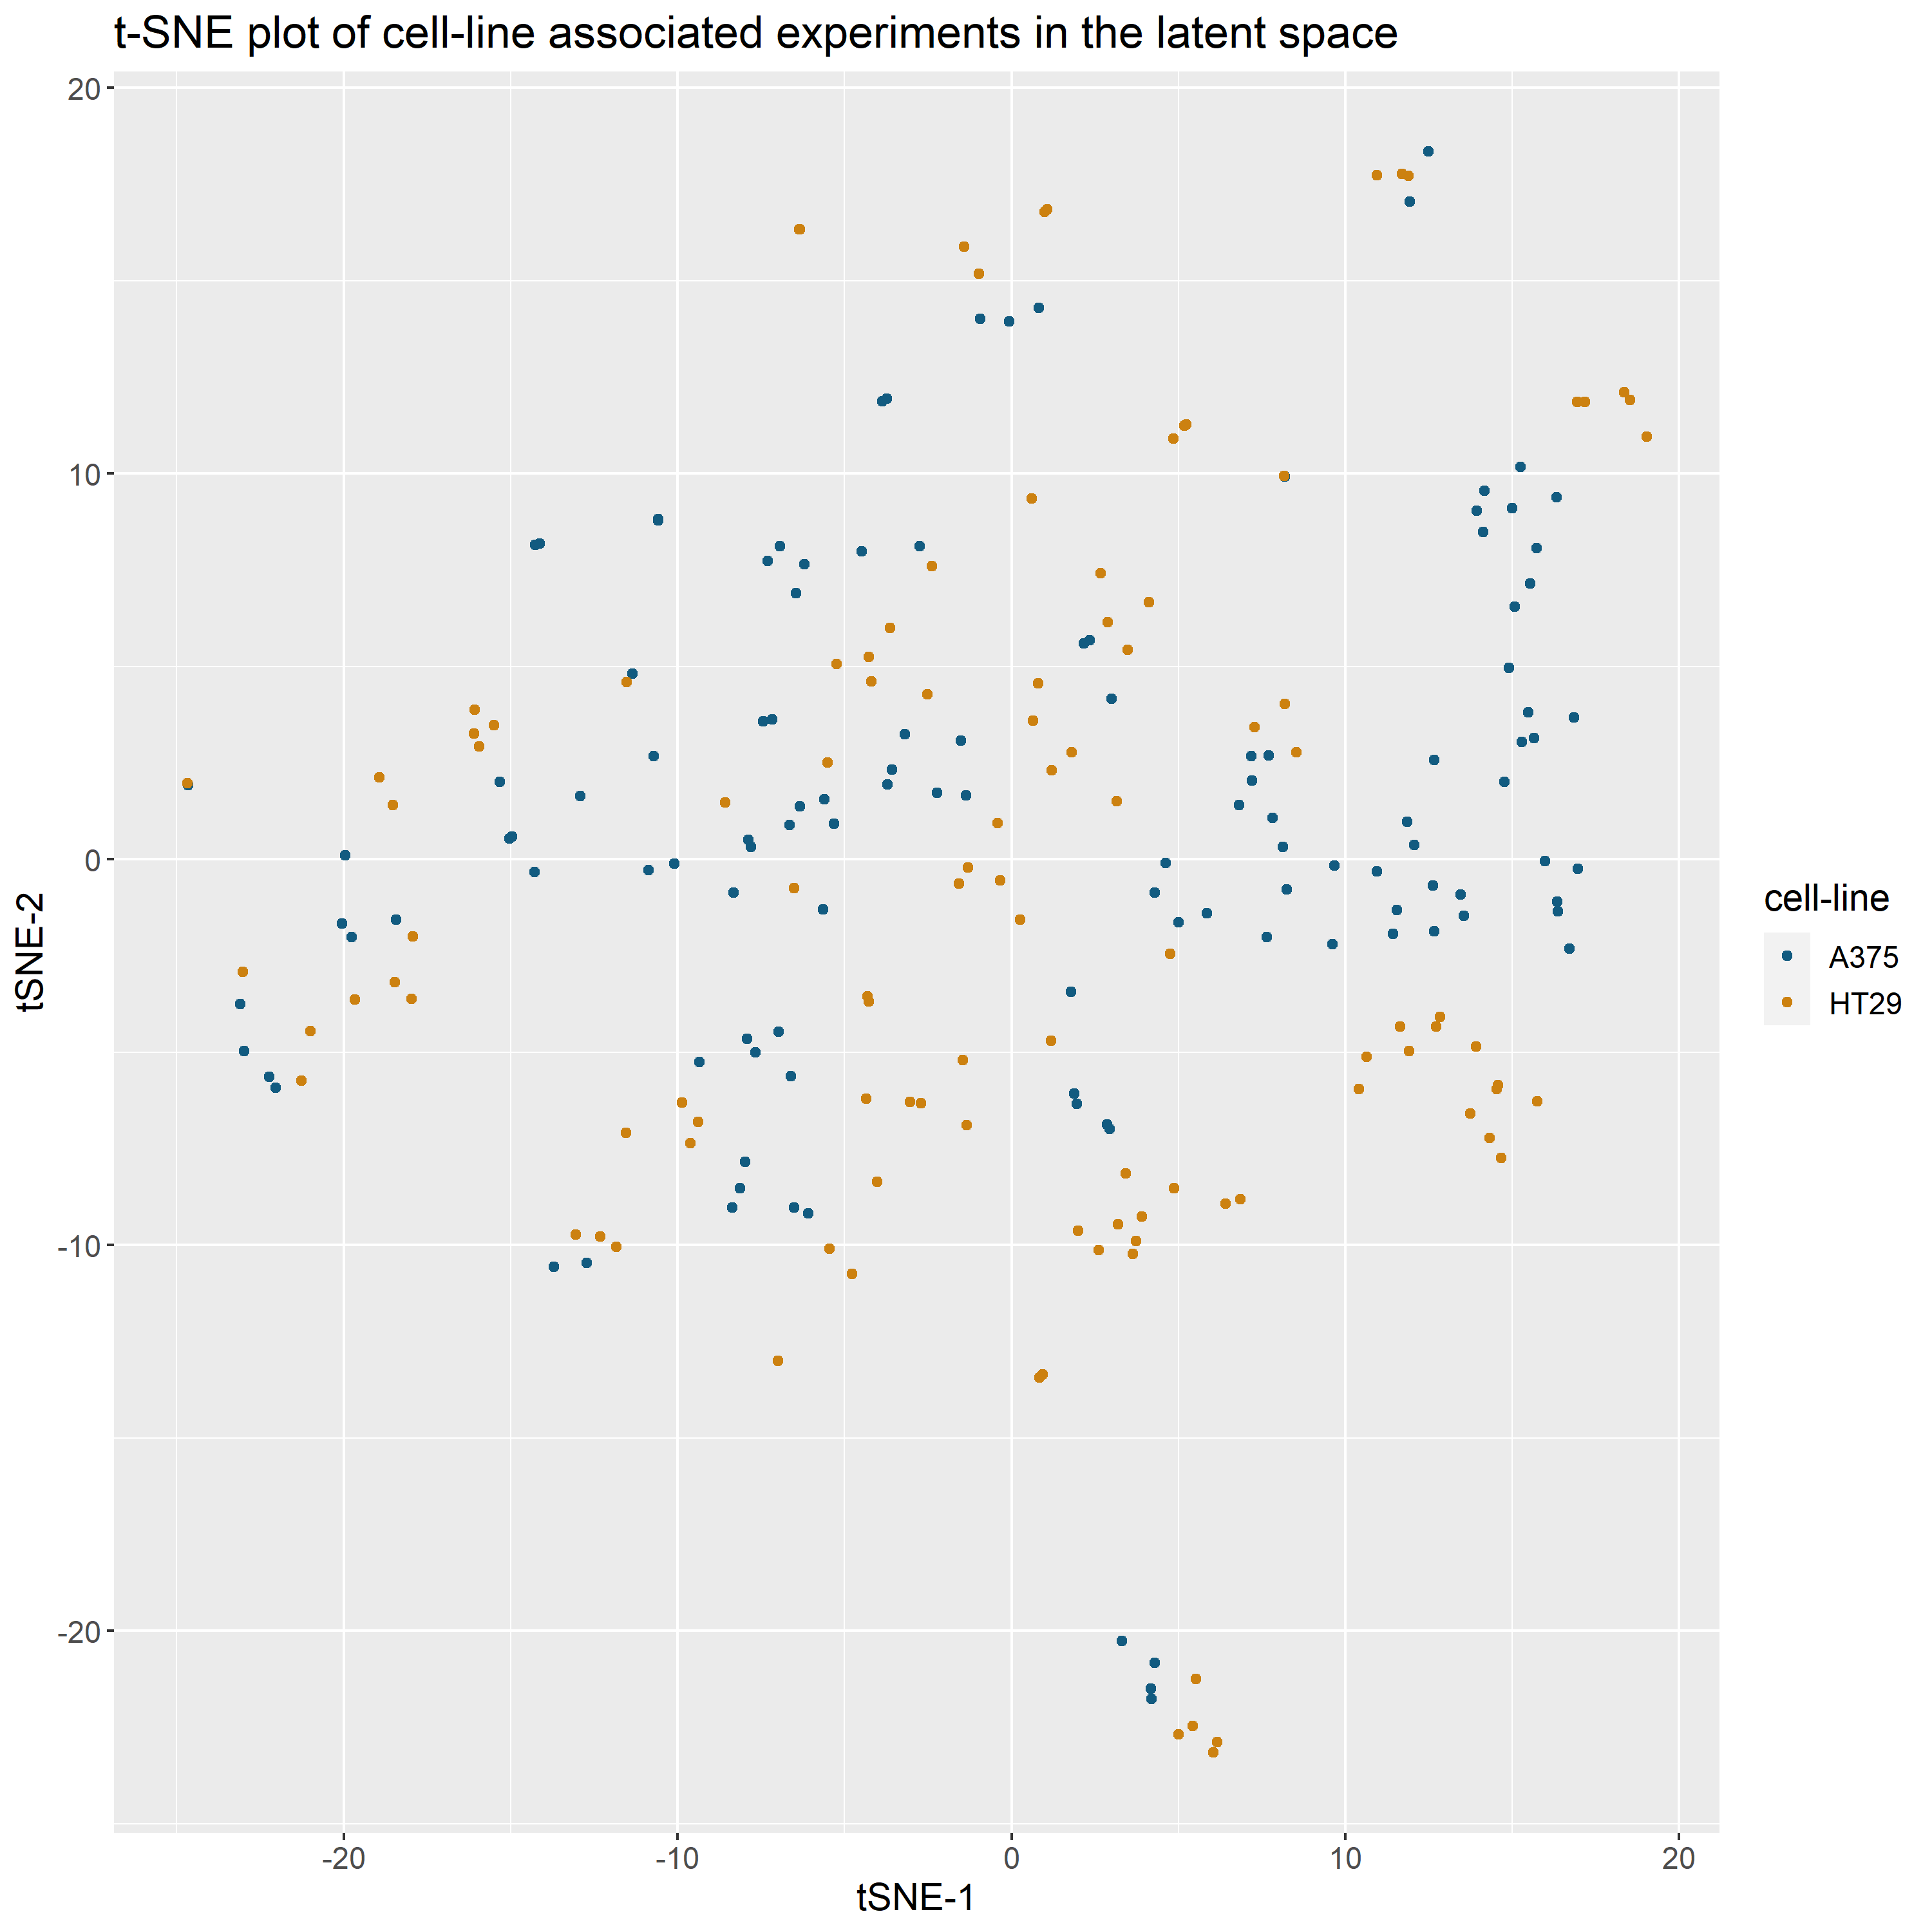 t-SNE plot of cell-line associated experiments in the latent space
20
10
0
-10
-20
tSNE-2
-20
-10
0
10
20
tSNE-1
cell-line
A375
HT29